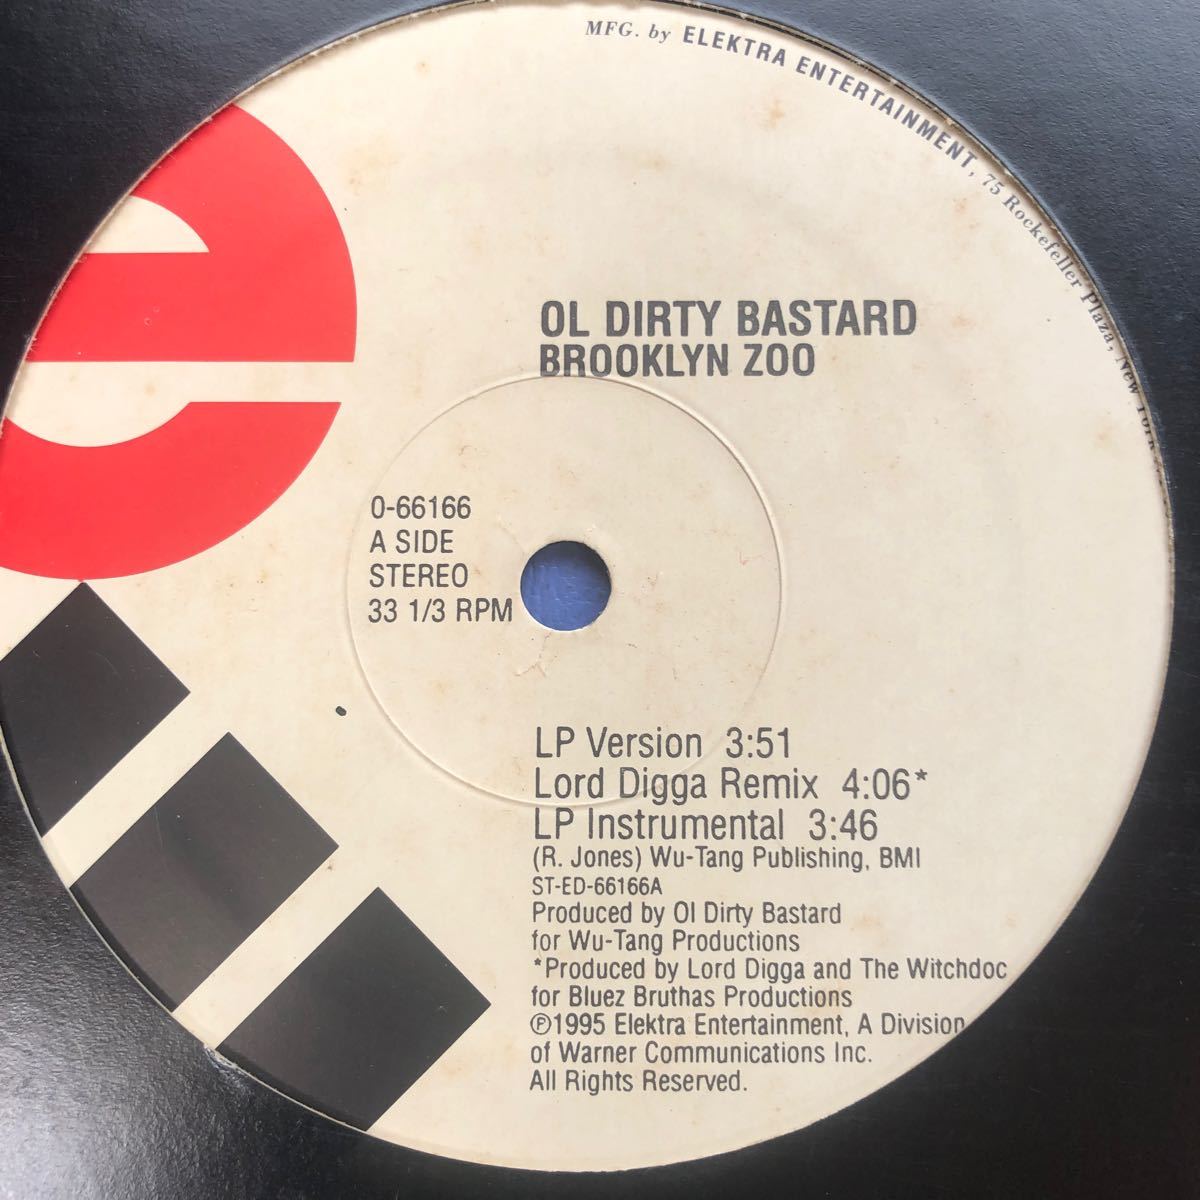 MFG. by ELEKTRA ENTERTAINMENT, 75 Rockefeller Plaza, New York
OL DIRTY BASTARD
BROOKLYN ZOO
0-66166
A SIDE
STEREO
33 1/3 RPM
LP Version 3:51
Lord Digga Remix 4:06*
LP Instrumental 3:46
(R. Jones) Wu-Tang Publishing, BMI
ST-ED-66166A
Produced by Ol Dirty Bastard
for Wu-Tang Productions
*Produced by Lord Digga and The Witchdoc
for Bluez Bruthas Productions
℗1995 Elektra Entertainment, A Division
of Warner Communications Inc.
All Rights Reserved.